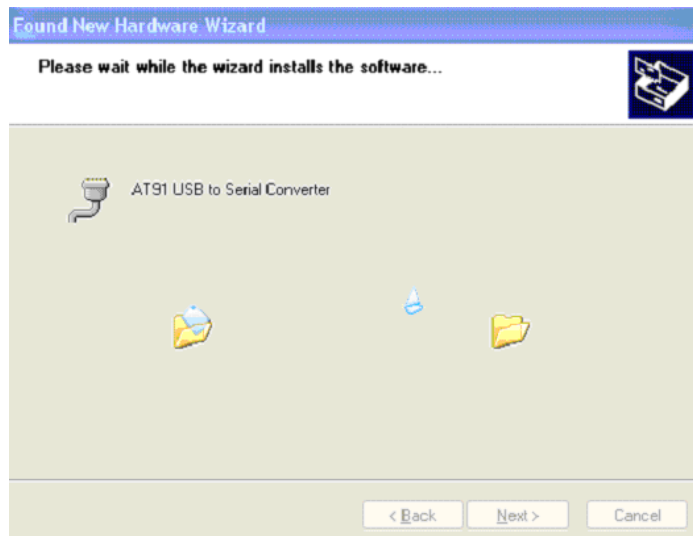 Found New Hardware Wizard
Please wait while the wizard installs the software...
AT91 USB to Serial Converter
< Back
Next >
Cancel